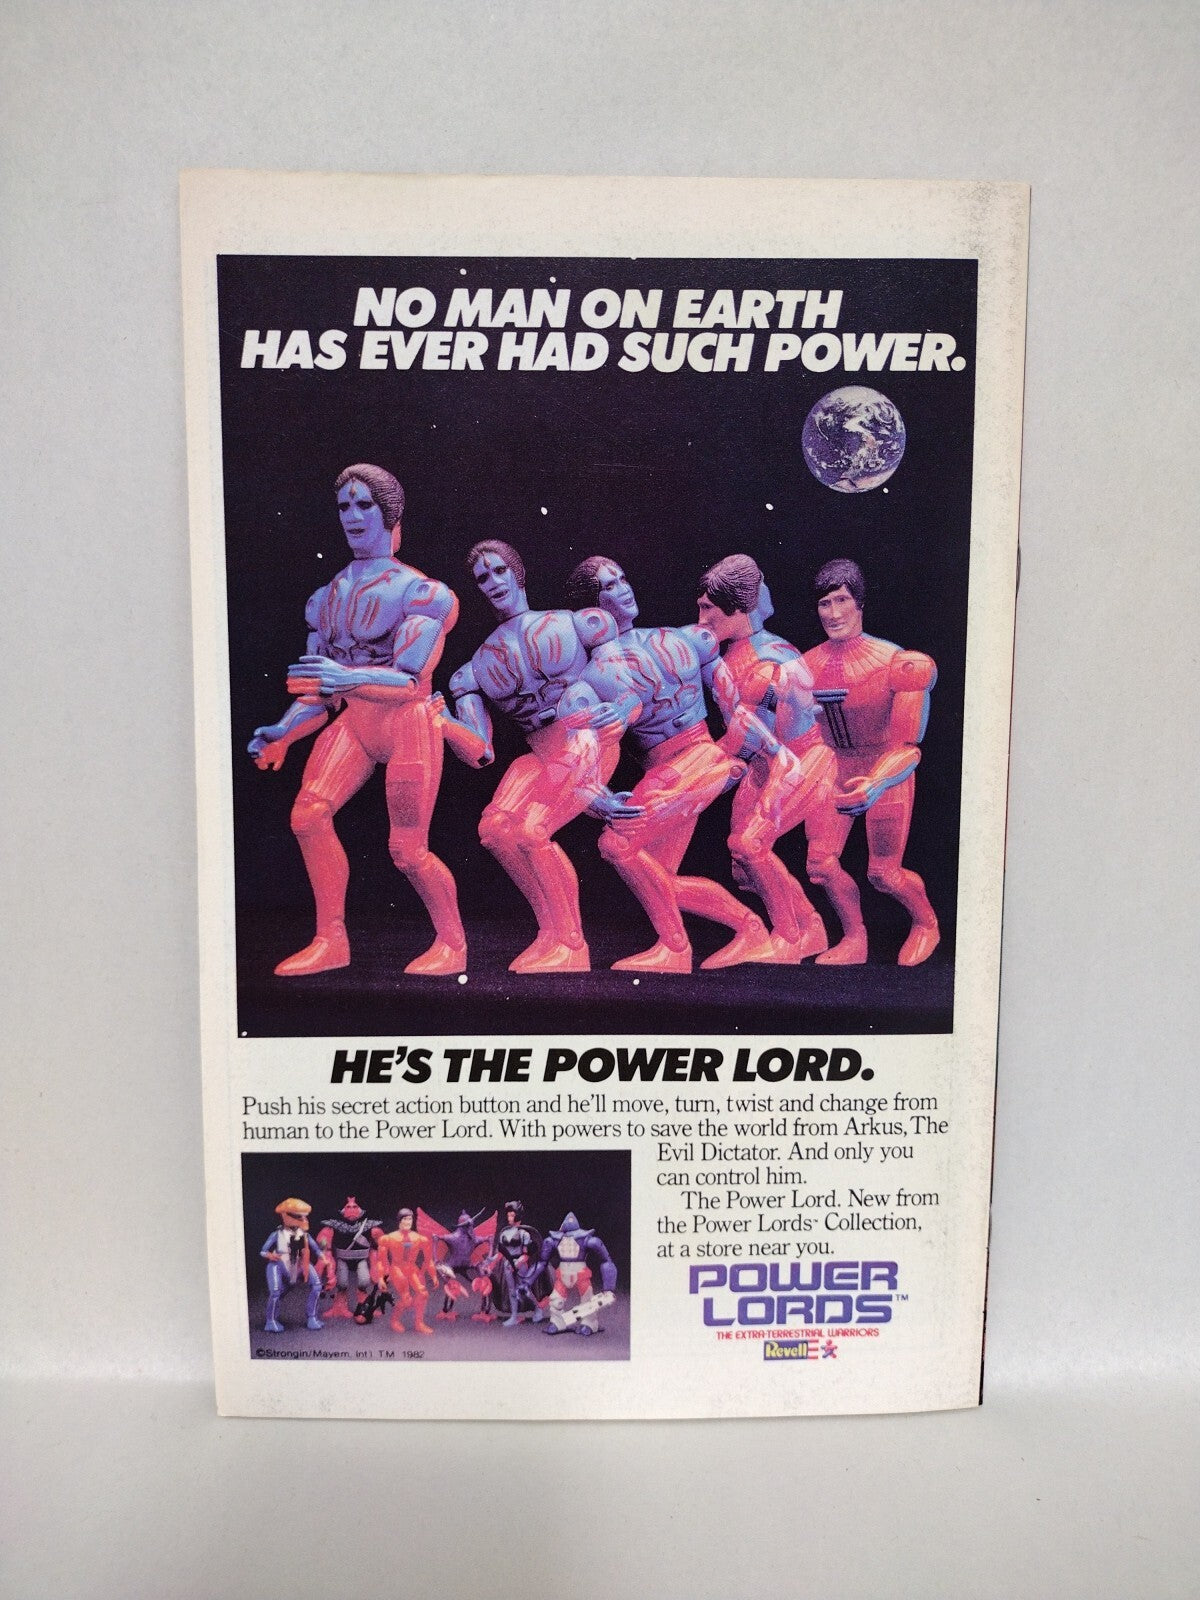 NO MAN ON EARTH
HAS EVER HAD SUCH POWER.
HE'S THE POWER LORD.
Push his secret action button and he'll move, turn, twist and change from
human to the Power Lord. With powers to save the world from Arkus, The
Evil Dictator. And only you
can control him.
The Power Lord. New from
the Power Lords™ Collection,
at a store near you.
POWER
LORDS™
THE EXTRA-TERRESTRIAL WARRIORS
Revell
©Strongin/Mayem, Int'l TM 1982